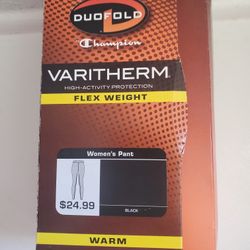 DUOFOLD
Champion
VARITHERM
HIGH-ACTIVITY PROTECTION
FLEX WEIGHT
Women's Pant
$24.99
BLACK
WARM